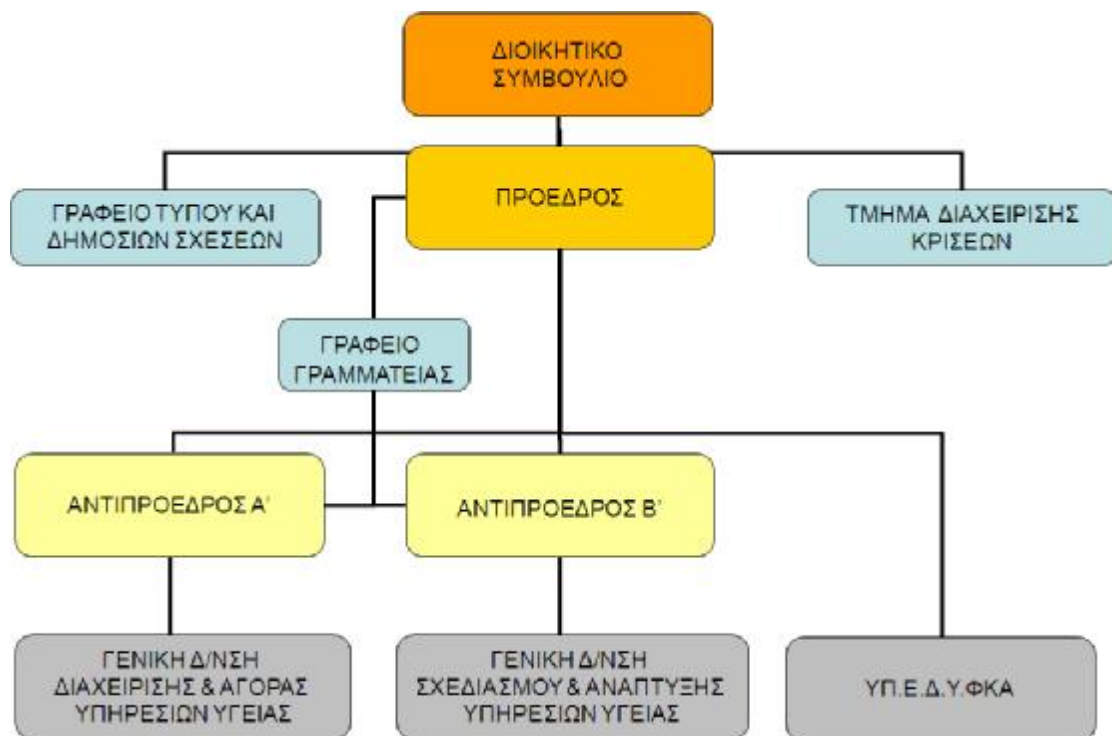 ΔΙΟΙΚΗΤΙΚΟ
ΣΥΜΒΟΥΛΙΟ
ΠΡΟΕΔΡΟΣ
ΓΡΑΦΕΙΟ ΤΥΠΟΥ ΚΑΙ
ΔΗΜΟΣΙΩΝ ΣΧΕΣΕΩΝ
ΤΜΗΜΑ ΔΙΑΧΕΙΡΙΣΗΣ
ΚΡΙΣΕΩΝ
ΓΡΑΦΕΙΟ
ΓΡΑΜΜΑΤΕΙΑΣ
ΑΝΤΙΠΡΟΕΔΡΟΣ Α'
ΑΝΤΙΠΡΟΕΔΡΟΣ Β'
ΓΕΝΙΚΗ Δ/ΝΣΗ
ΔΙΑΧΕΙΡΙΣΗΣ & ΑΓΟΡΑΣ
ΥΠΗΡΕΣΙΩΝ ΥΓΕΙΑΣ
ΓΕΝΙΚΗ Δ/ΝΣΗ
ΣΧΕΔΙΑΣΜΟΥ & ΑΝΑΠΤΥΞΗΣ
ΥΠΗΡΕΣΙΩΝ ΥΓΕΙΑΣ
ΥΠ.Ε.Δ.Υ.ΦΚΑ